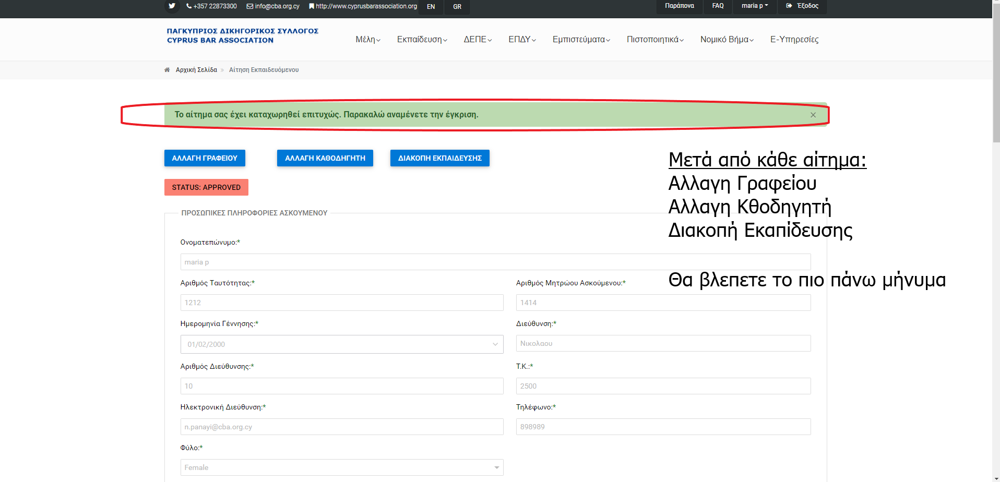 +357 22873300 info@cba.org.cy http://www.cyprusbarassociation.org EN GR Παράπονα FAQ maria p Έξοδος
ΠΑΓΚΥΠΡΙΟΣ ΔΙΚΗΓΟΡΙΚΟΣ ΣΥΛΛΟΓΟΣ
CYPRUS BAR ASSOCIATION
Μέλη Εκπαίδευση ΔΕΠΕ ΕΠΔΥ Εμπιστεύματα Πιστοποιητικά Νομικό Βήμα Ε-Υπηρεσίες
Αρχική Σελίδα » Αίτηση Εκπαιδευόμενου
Το αίτημα σας έχει καταχωρηθεί επιτυχώς. Παρακαλώ αναμένετε την έγκριση. ×
ΑΛΛΑΓΗ ΓΡΑΦΕΙΟΥ ΑΛΛΑΓΗ ΚΑΘΟΔΗΓΗΤΗ ΔΙΑΚΟΠΗ ΕΚΠΑΙΔΕΥΣΗΣ
STATUS: APPROVED
Μετά από κάθε αίτημα:
Αλλαγη Γραφείου
Αλλαγη Κθοδηγητή
Διακοπή Εκαπίδευσης
Θα βλεπετε το πιο πάνω μήνυμα
ΠΡΟΣΩΠΙΚΕΣ ΠΛΗΡΟΦΟΡΙΕΣ ΑΣΚΟΥΜΕΝΟΥ
Ονοματεπώνυμο:*
maria p
Αριθμός Ταυτότητας:* Αριθμός Μητρώου Ασκούμενου:*
1212 1414
Ημερομηνία Γέννησης:* Διεύθυνση:*
01/02/2000 Νικολαου
Αριθμός Διεύθυνσης:* Τ.Κ.:*
10 2500
Ηλεκτρονική Διεύθυνση:* Τηλέφωνο:*
n.panayi@cba.org.cy 898989
Φύλο:*
Female